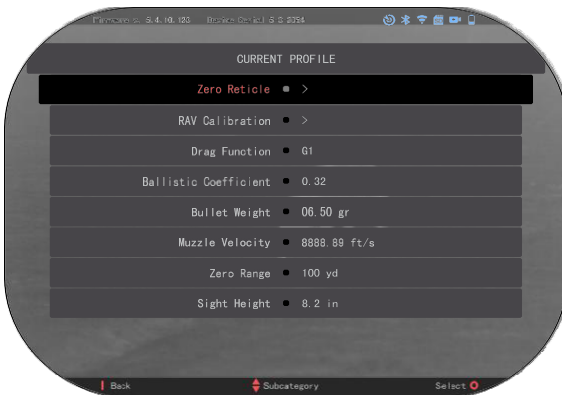 CURRENT PROFILE
Zero Reticle >
RAV Calibration >
Drag Function G1
Ballistic Coefficient 0.32
Bullet Weight 06.50 gr
Muzzle Velocity 8888.89 ft/s
Zero Range 100 yd
Sight Height 8.2 in
Back Subcategory Select